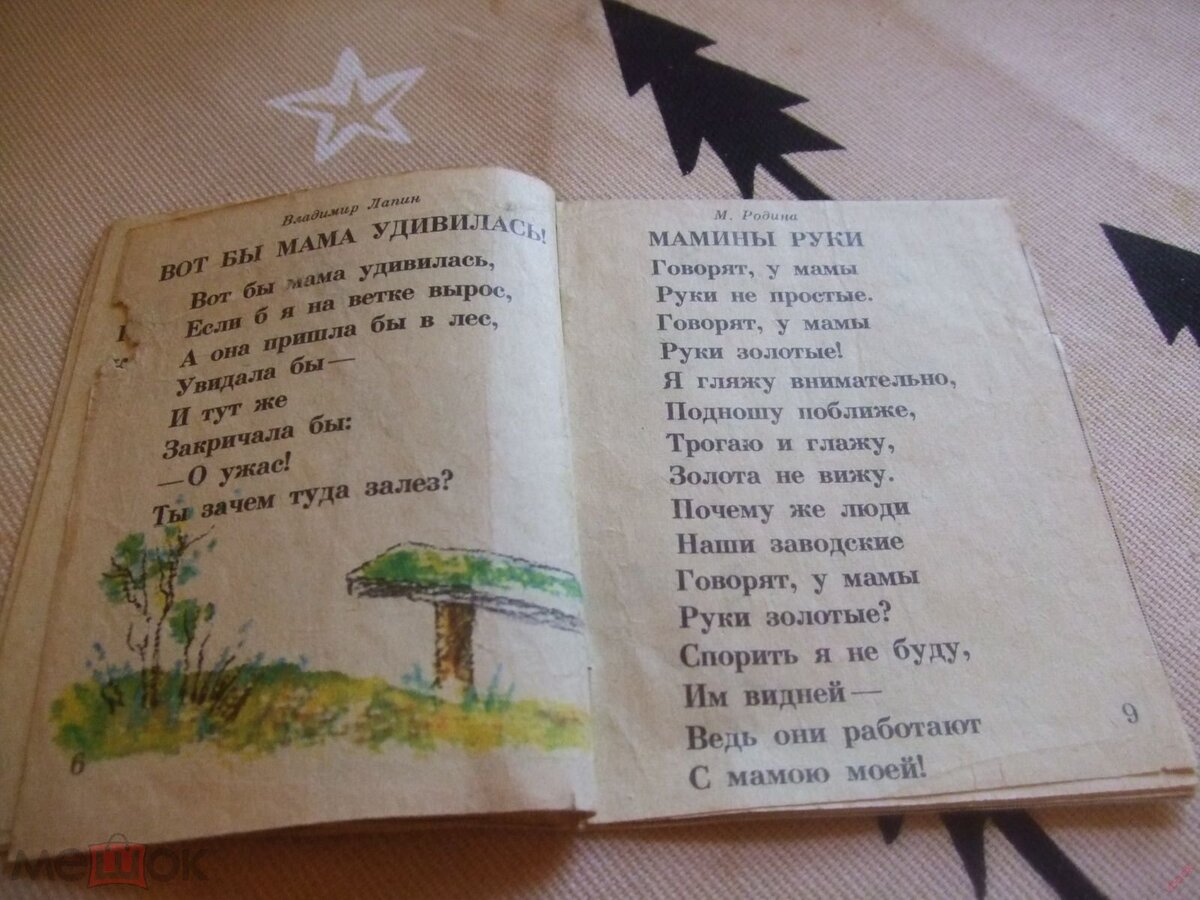 Владимир Лапин
ВОТ БЫ МАМА УДИВИЛАСЬ!
Вот бы мама удивилась,
Если б я на ветке вырос,
А она пришла бы в лес,
Увидала бы —
И тут же
Закричала бы:
— О ужас!
Ты зачем туда залез?
6
М. Родина
МАМИНЫ РУКИ
Говорят, у мамы
Руки не простые.
Говорят, у мамы
Руки золотые!
Я гляжу внимательно,
Подношу поближе,
Трогаю и глажу,
Золота не вижу.
Почему же люди
Наши заводские
Говорят, у мамы
Руки золотые?
Спорить я не буду,
Им видней —
Ведь они работают
С мамою моей!
9
мешок